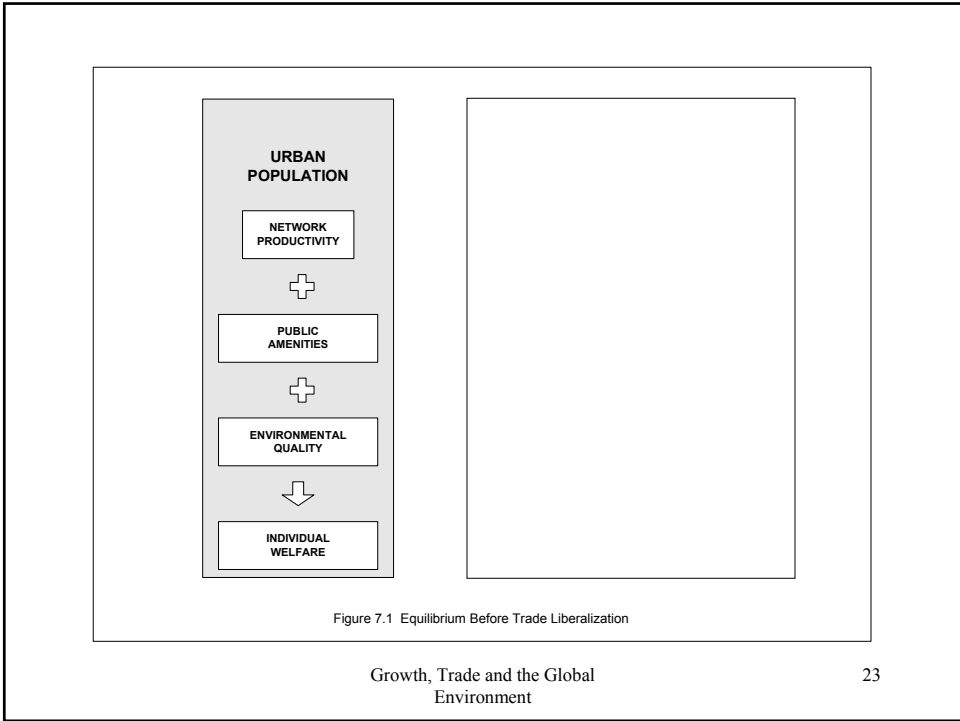 URBAN
POPULATION
NETWORK
PRODUCTIVITY
PUBLIC
AMENITIES
ENVIRONMENTAL
QUALITY
INDIVIDUAL
WELFARE
Figure 7.1 Equilibrium Before Trade Liberalization
Growth, Trade and the Global
Environment
23